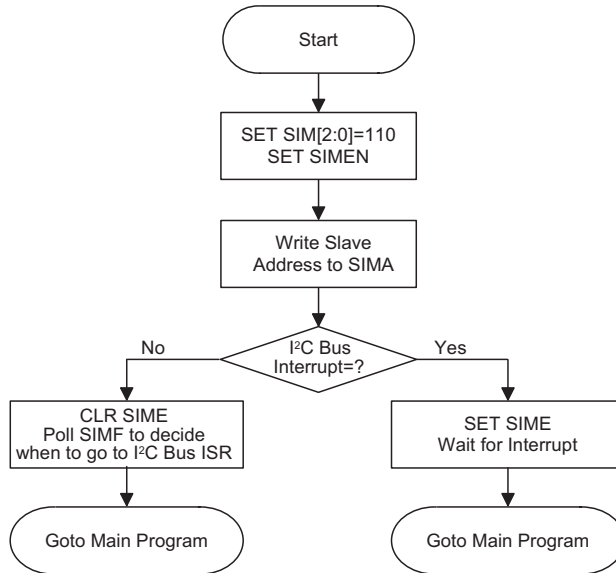 Start
SET SIM[2:0]=110
SET SIMEN
Write Slave
Address to SIMA
I²C Bus
Interrupt=?
No
Yes
CLR SIME
Poll SIMF to decide
when to go to I²C Bus ISR
SET SIME
Wait for Interrupt
Goto Main Program
Goto Main Program